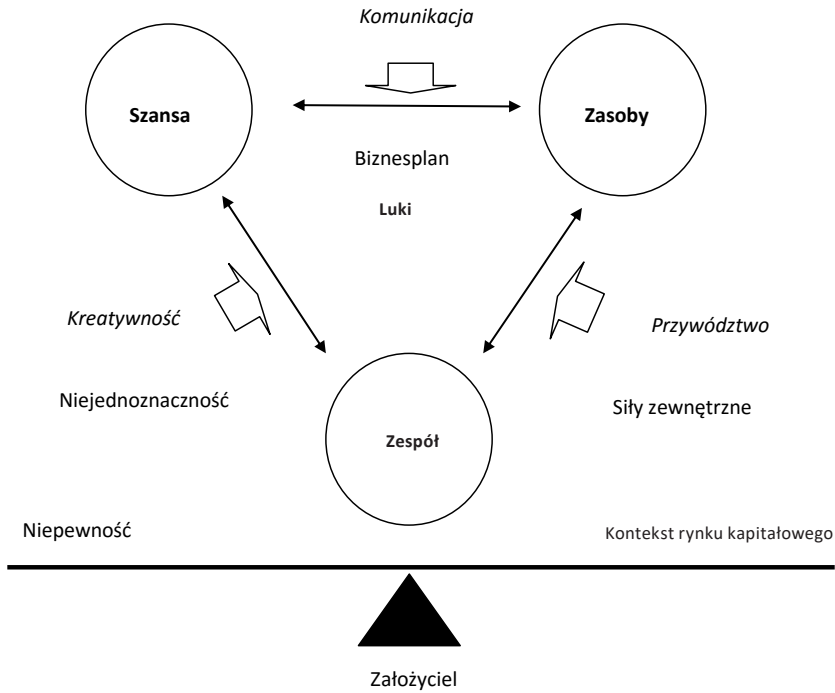 Komunikacja
Szansa
Zasoby
Biznesplan
Luki
Kreatywność
Przywództwo
Niejednoznaczność
Siły zewnętrzne
Zespół
Niepewność
Kontekst rynku kapitałowego
Założyciel